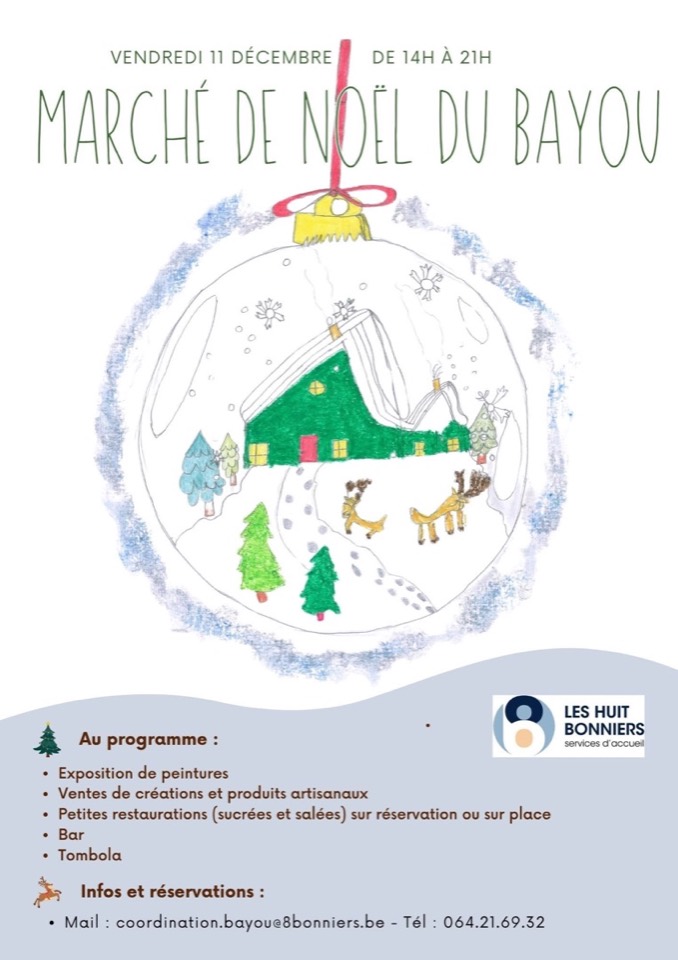 VENDREDI 11 DÉCEMBRE DE 14H À 21H
MARCHÉ DE NOËL DU BAYOU
LES HUIT
BONNIERS
services d'accueil
Au programme :
• Exposition de peintures
• Ventes de créations et produits artisanaux
• Petites restaurations (sucrées et salées) sur réservation ou sur place
• Bar
• Tombola
Infos et réservations :
• Mail : coordination.bayou@8bonniers.be - Tél : 064.21.69.32